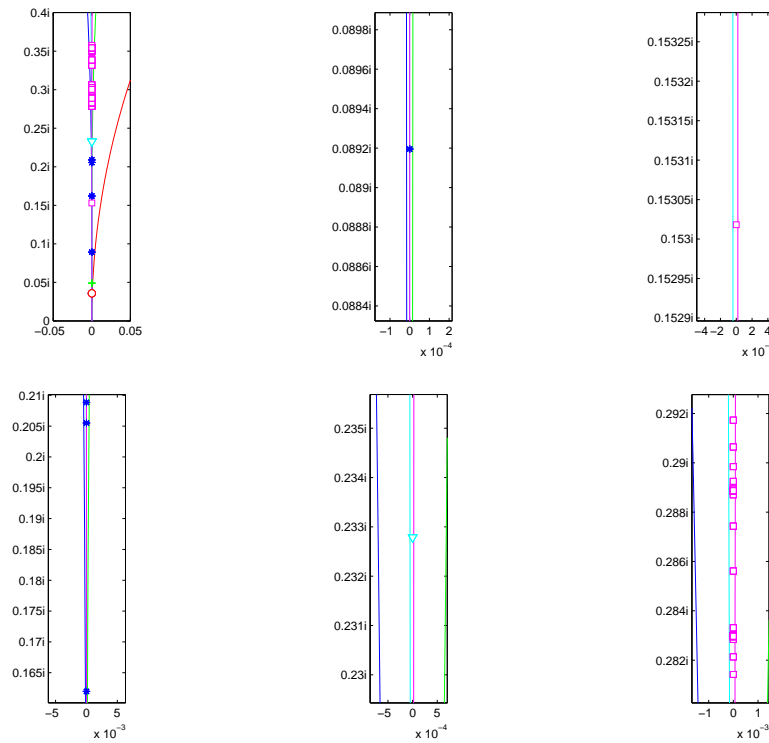 0.4i
0.35i
0.3i
0.25i
0.2i
0.15i
0.1i
0.05i
0
−0.05 0 0.05
0.0898i
0.0896i
0.0894i
0.0892i
0.089i
0.0888i
0.0886i
0.0884i
−1 0 1 2
x 10⁻⁴
0.15325i
0.1532i
0.15315i
0.1531i
0.15305i
0.153i
0.15295i
0.1529i
−4 −2 0 2 4
x 10⁻
0.21i
0.205i
0.2i
0.195i
0.19i
0.185i
0.18i
0.175i
0.17i
0.165i
−5 0 5
x 10⁻³
0.235i
0.234i
0.233i
0.232i
0.231i
0.23i
−5 0 5
x 10⁻⁴
0.292i
0.29i
0.288i
0.286i
0.284i
0.282i
−1 0 1
x 10⁻³